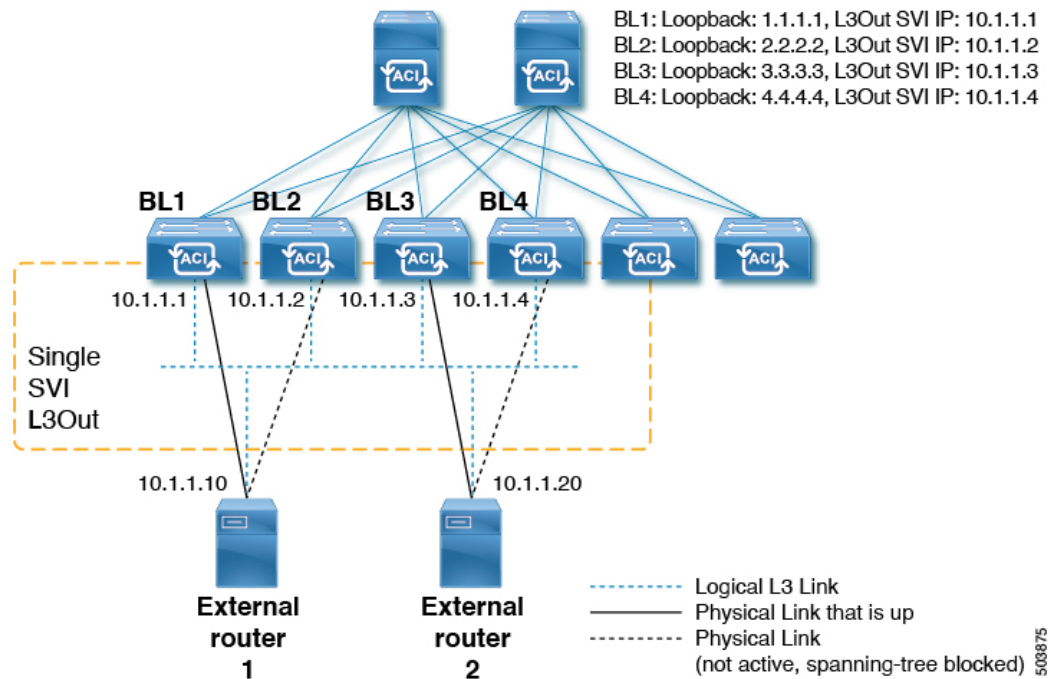 BL1: Loopback: 1.1.1.1, L3Out SVI IP: 10.1.1.1
BL2: Loopback: 2.2.2.2, L3Out SVI IP: 10.1.1.2
BL3: Loopback: 3.3.3.3, L3Out SVI IP: 10.1.1.3
BL4: Loopback: 4.4.4.4, L3Out SVI IP: 10.1.1.4
ACI
ACI
BL1
BL2
BL3
BL4
ACI
ACI
ACI
ACI
ACI
ACI
10.1.1.1
10.1.1.2
10.1.1.3
10.1.1.4
Single
SVI
L3Out
10.1.1.10
10.1.1.20
External
router
1
External
router
2
Logical L3 Link
Physical Link that is up
Physical Link
(not active, spanning-tree blocked)
503875